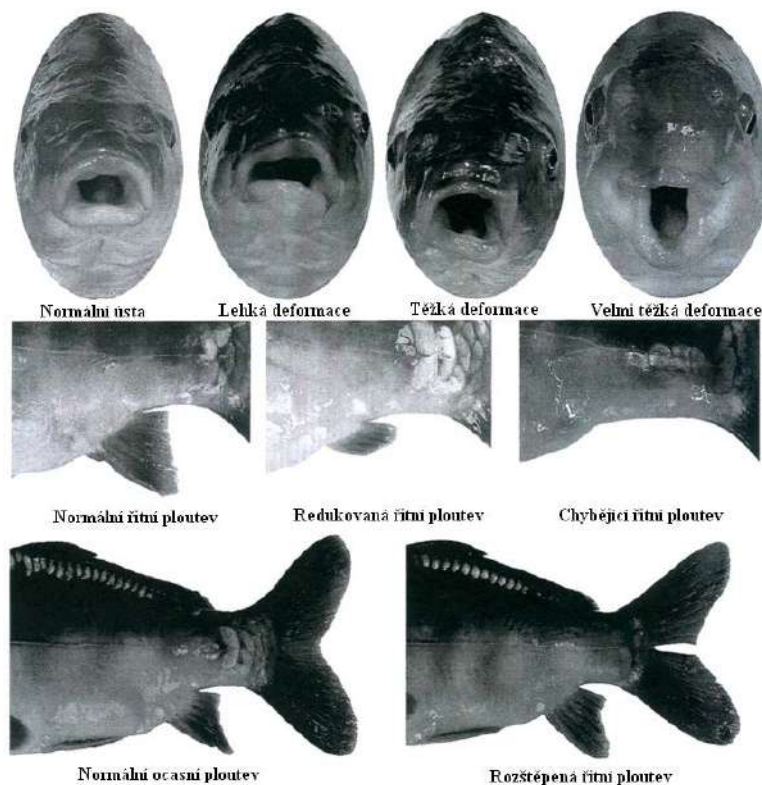 Normální ústa Lehká deformace Těžká deformace Velmi těžká deformace
Normální řitní ploutev Redukovaná řitní ploutev Chybějící řitní ploutev
Normální ocasní ploutev Rozštěpená řitní ploutev